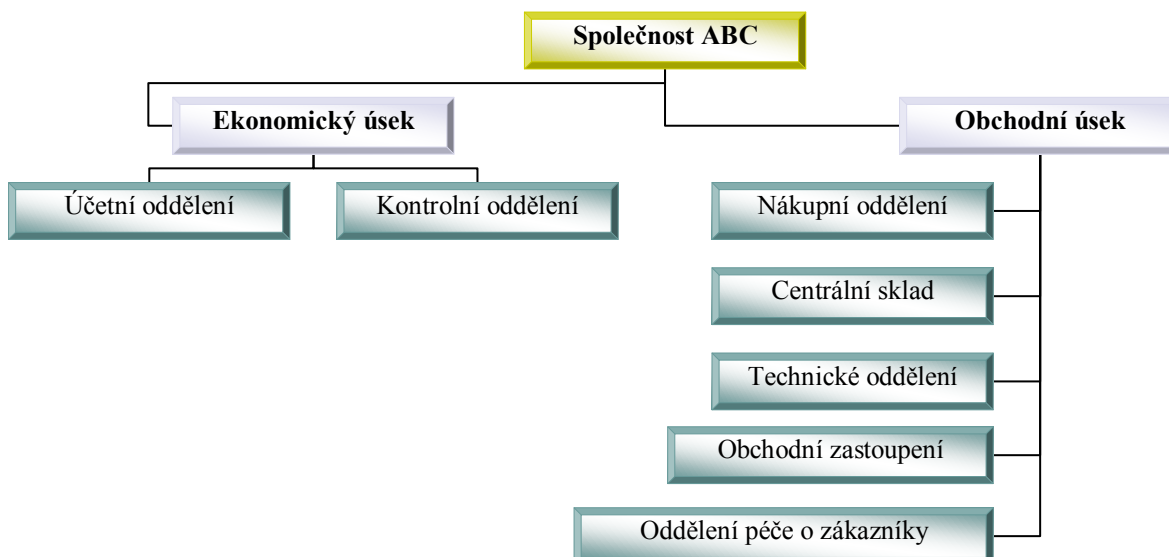 Společnost ABC
Ekonomický úsek
Obchodní úsek
Účetní oddělení
Kontrolní oddělení
Nákupní oddělení
Centrální sklad
Technické oddělení
Obchodní zastoupení
Oddělení péče o zákazníky